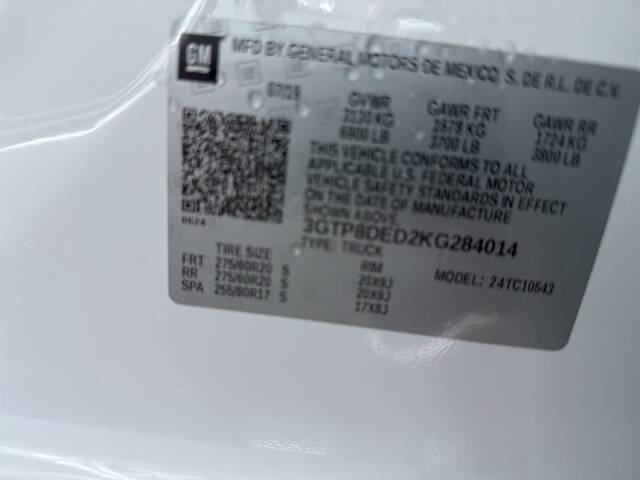 GM
MFD BY GENERAL MOTORS DE MEXICO, S. DE R.L. DE C.V.
GVWR GAWR FRT GAWR RR
3130 KG 1678 KG 1724 KG
6900 LB 3700 LB 3800 LB
THIS VEHICLE CONFORMS TO ALL
APPLICABLE U.S. FEDERAL MOTOR
VEHICLE SAFETY STANDARDS IN EFFECT
ON THE DATE OF MANUFACTURE
SHOWN ABOVE.
3GTP8DED2KG284014
TYPE: TRUCK
0624
TIRE SIZE RIM MODEL: 24TC10543
FRT 275/60R20 S 20X9J
RR 275/60R20 S 20X9J
SPA 255/80R17 S 17X8J